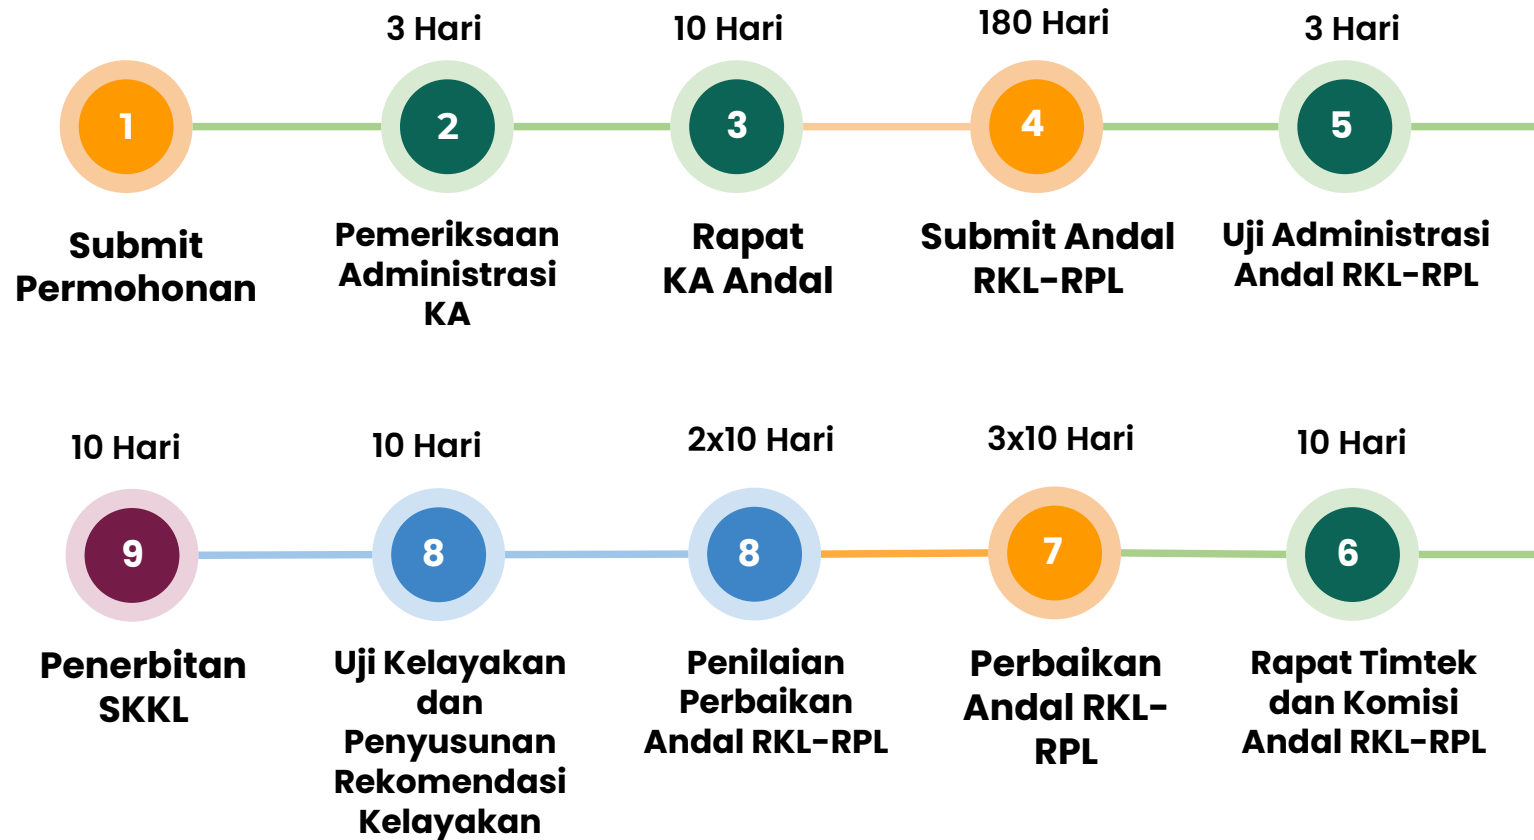 3 Hari
10 Hari
180 Hari
3 Hari
1
2
3
4
5
Submit
Permohonan
Pemeriksaan
Administrasi
KA
Rapat
KA Andal
Submit Andal
RKL-RPL
Uji Administrasi
Andal RKL-RPL
10 Hari
10 Hari
2x10 Hari
3x10 Hari
10 Hari
9
8
8
7
6
Penerbitan
SKKL
Uji Kelayakan
dan
Penyusunan
Rekomendasi
Kelayakan
Penilaian
Perbaikan
Andal RKL-RPL
Perbaikan
Andal RKL-
RPL
Rapat Timtek
dan Komisi
Andal RKL-RPL